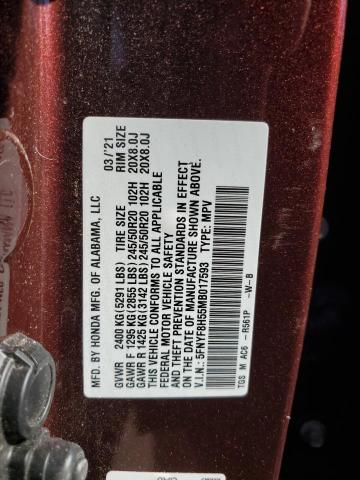 MFD. BY HONDA MFG. OF ALABAMA, LLC 03/'21
TIRE SIZE RIM SIZE
GVWR 2400 KG (5291 LBS)
GAWR F 1295 KG (2853 LBS) 245/50R20 102H 20X8.0J
GAWR R 1425 KG (3142 LBS) 245/50R20 102H 20X8.0J
THIS VEHICLE CONFORMS TO ALL APPLICABLE
FEDERAL MOTOR VEHICLE SAFETY
AND THEFT PREVENTION STANDARDS IN EFFECT
ON THE DATE OF MANUFACTURE SHOWN ABOVE.
V.I.N.: 5FNYF8H55MB017593 TYPE: MPV
TGS M AC6 - R561P -W-B